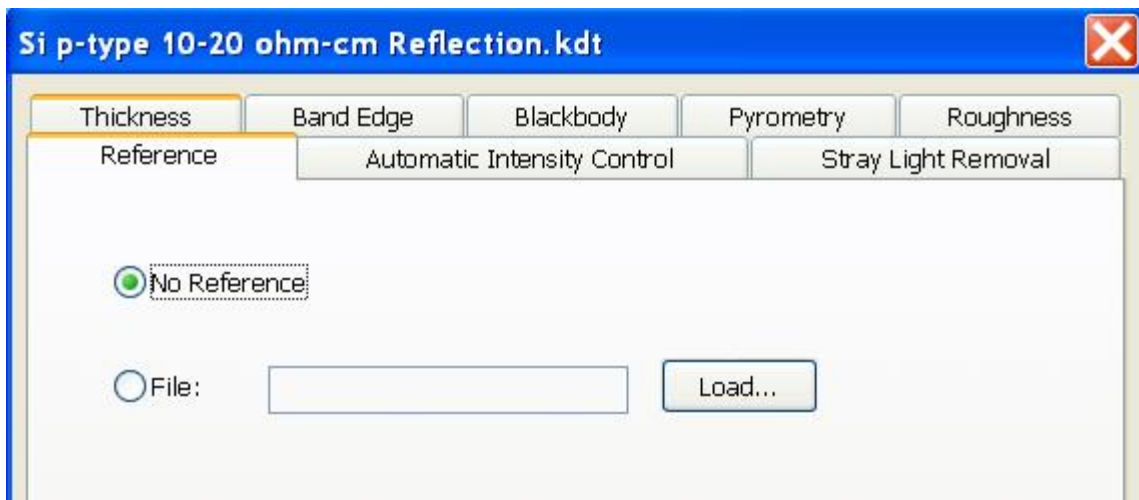 Si p-type 10-20 ohm-cm Reflection.kdt
Thickness Band Edge Blackbody Pyrometry Roughness
Reference Automatic Intensity Control Stray Light Removal
No Reference
File: Load...